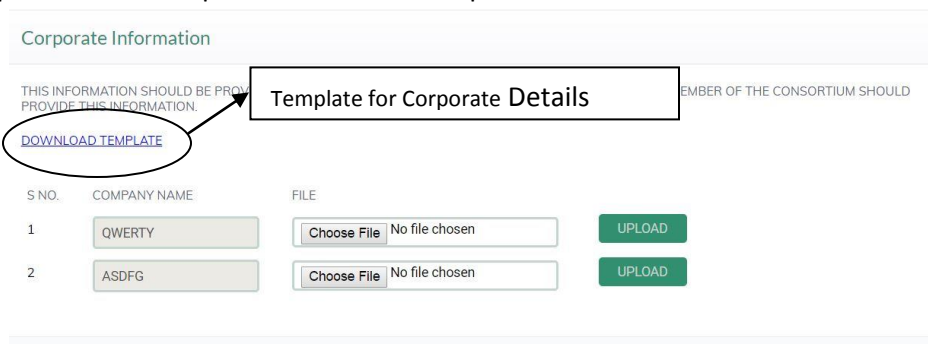 Corporate Information
THIS INFORMATION SHOULD BE PROV
Template for Corporate Details
EMBER OF THE CONSORTIUM SHOULD
PROVIDE THIS INFORMATION.
DOWNLOAD TEMPLATE
S NO. COMPANY NAME FILE
1 QWERTY Choose File No file chosen UPLOAD
2 ASDFG Choose File No file chosen UPLOAD